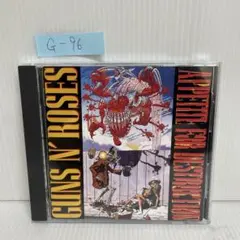 G-96
GUNS N' ROSES
APPETITE FOR DESTRUCTION